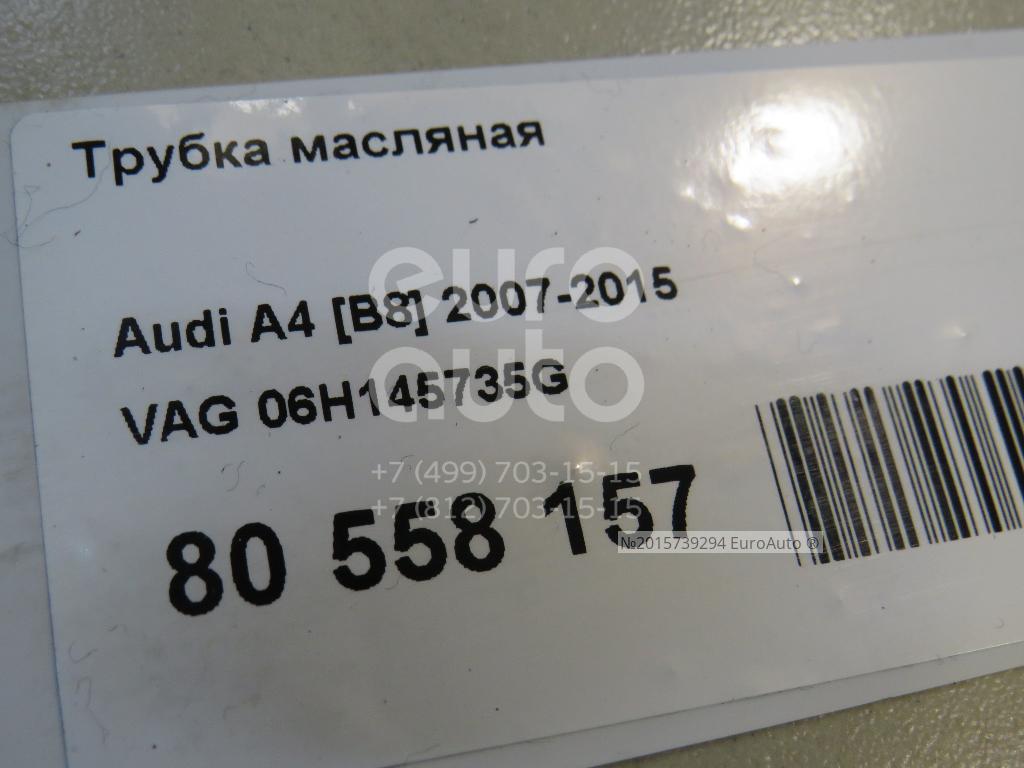 Трубка масляная
Audi A4 [B8] 2007-2015
VAG 06H145735G
80 558 157
euro
auto
+7 (499) 703-15-15
+7 (812) 703-15-15
№2015739294 EuroAuto ®